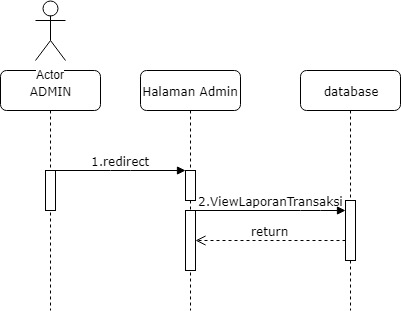 Actor
ADMIN
Halaman Admin
database
1.redirect
2.ViewLaporanTransaksi
return